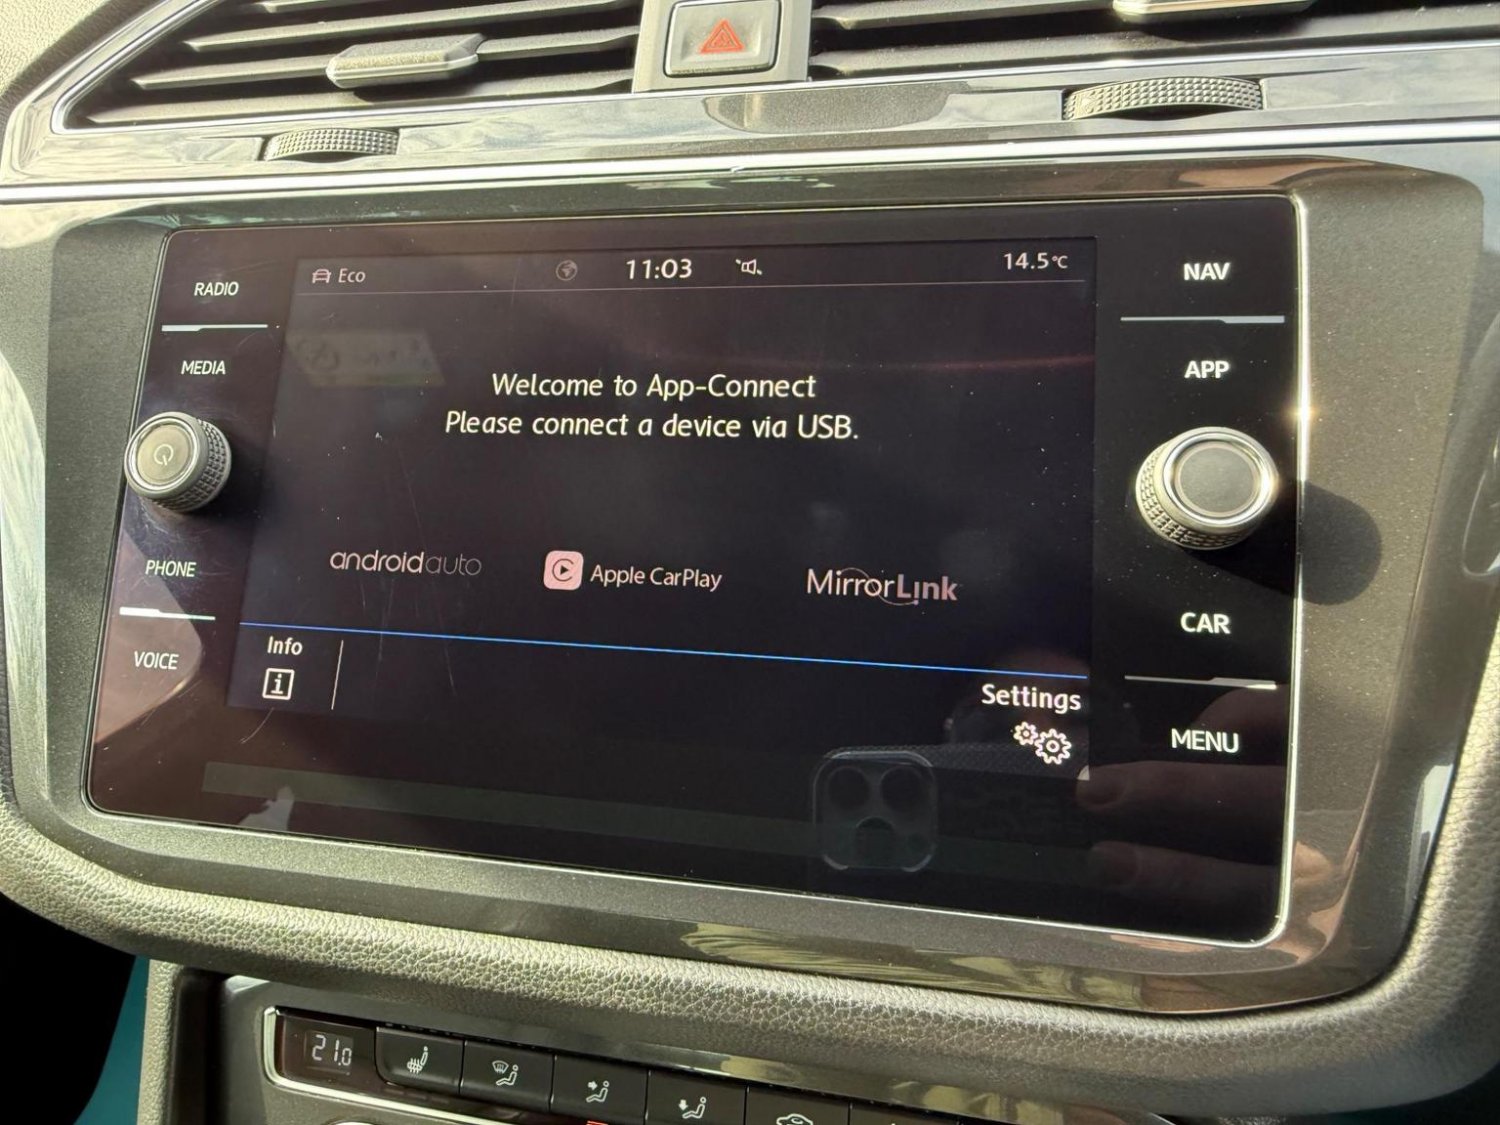 Eco 11:03 14.5°C
RADIO
MEDIA
PHONE
VOICE
Welcome to App-Connect
Please connect a device via USB.
androidauto Apple CarPlay MirrorLink
Info
i
Settings
NAV
APP
CAR
MENU
21.0